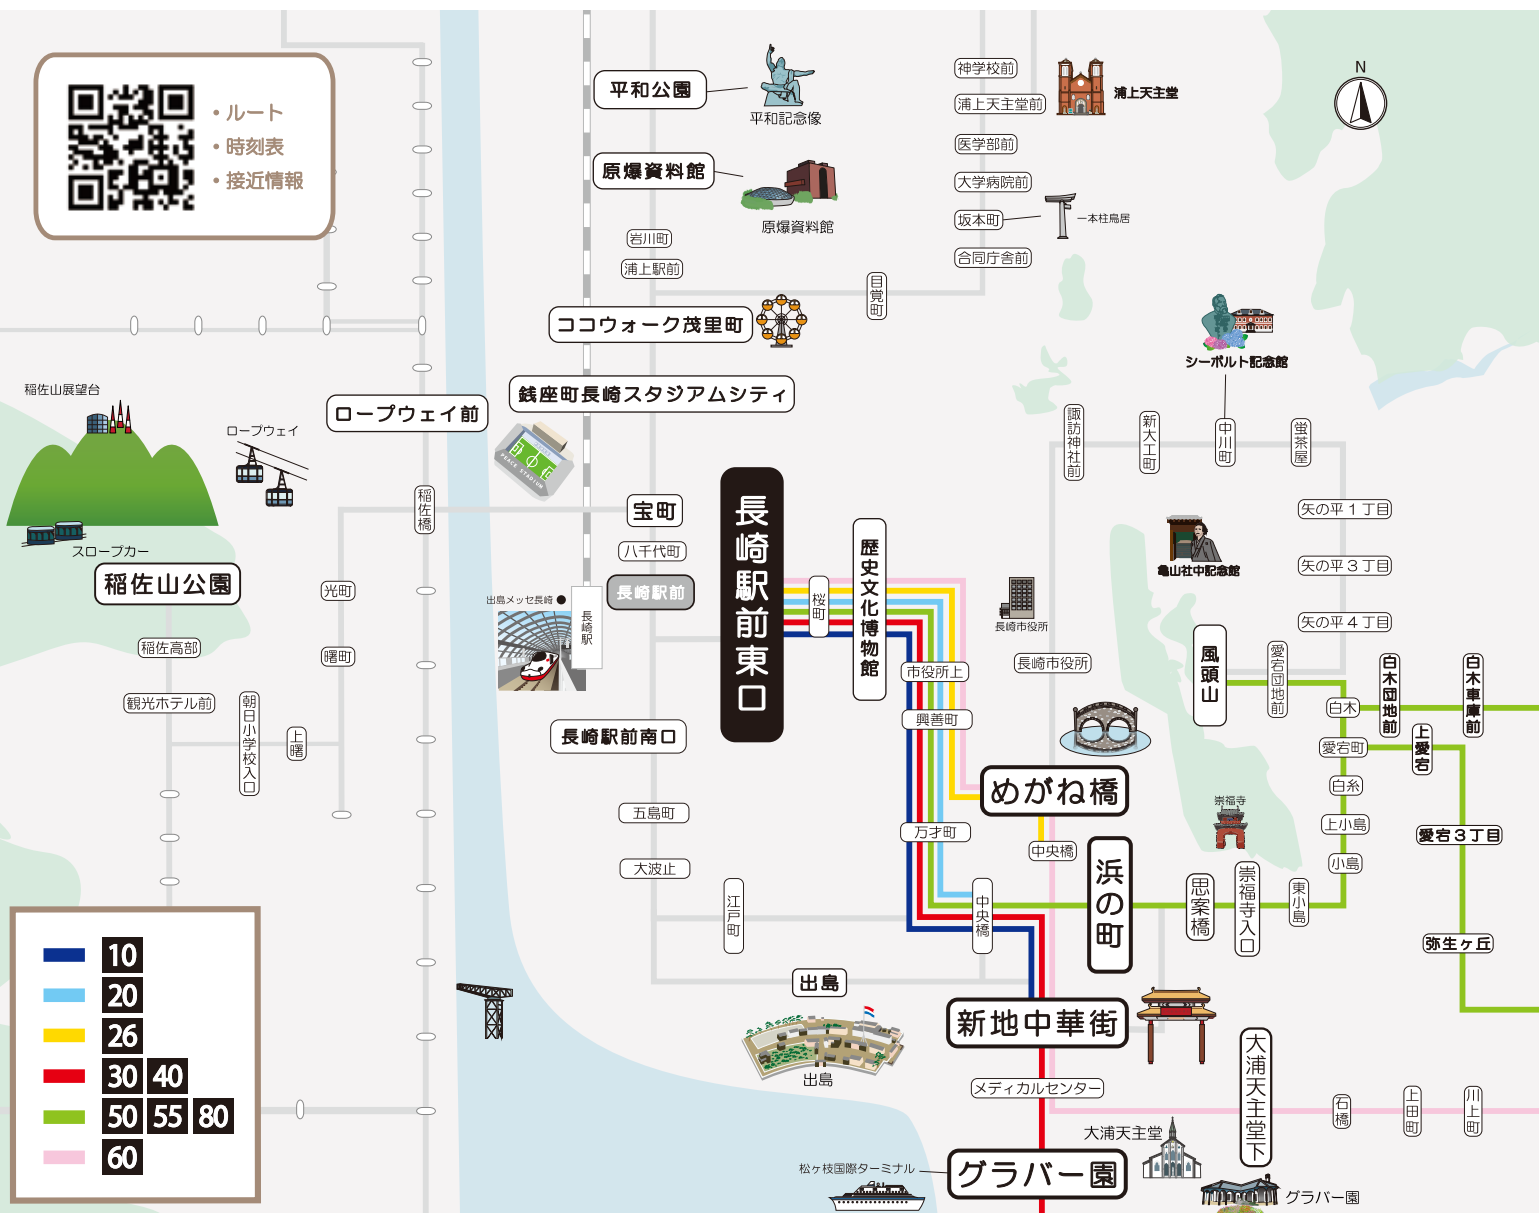 ・ルート
・時刻表
・接近情報
平和公園
平和記念像
原爆資料館
原爆資料館
岩川町
浦上駅前
目覚町
ココウォーク茂里町
銭座町長崎スタジアムシティ
PEACE STADIUM
神学校前
浦上天主堂前
浦上天主堂
医学部前
大学病院前
坂本町
一本柱鳥居
合同庁舎前
N
シーボルト記念館
諏訪神社前
新大工町
中川町
蛍茶屋
矢の平1丁目
矢の平3丁目
矢の平4丁目
亀山社中記念館
稲佐山展望台
ロープウェイ
スロープカー
稲佐山公園
ロープウェイ前
稲佐橋
光町
曙町
稲佐高部
観光ホテル前
朝日小学校入口
上曙
宝町
八千代町
長崎駅前
出島メッセ長崎
長崎駅
長崎駅前南口
五島町
大波止
江戸町
出島
出島
長崎駅前東口
桜町
歴史文化博物館
市役所上
興善町
万才町
中央橋
長崎市役所
長崎市役所
めがね橋
中央橋
浜の町
思案橋
崇福寺入口
崇福寺
東小島
風頭山
愛宕団地前
白木
白木団地前
白木車庫前
愛宕町
上愛宕
白糸
上小島
小島
愛宕3丁目
弥生ヶ丘
新地中華街
メディカルセンター
大浦天主堂
大浦天主堂下
石橋
上田町
川上町
松ヶ枝国際ターミナル
グラバー園
グラバー園
10
20
26
30 40
50 55 80
60